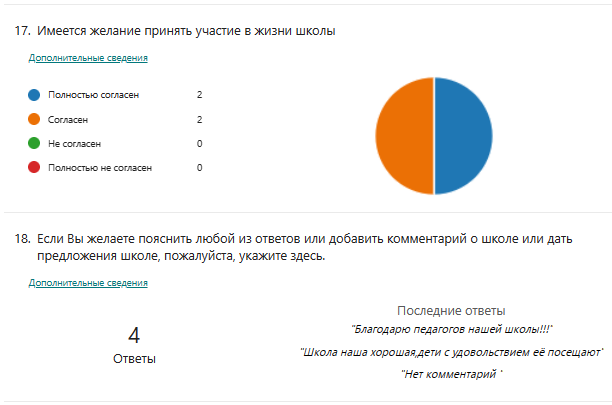 17. Имеется желание принять участие в жизни школы
Дополнительные сведения
Полностью согласен 2
Согласен 2
Не согласен 0
Полностью не согласен 0
18. Если Вы желаете пояснить любой из ответов или добавить комментарий о школе или дать
предложения школе, пожалуйста, укажите здесь.
Дополнительные сведения
4
Ответы
Последние ответы
"Благодарю педагогов нашей школы!!!"
"Школа наша хорошая,дети с удовольствием её посещают"
"Нет комментарий "